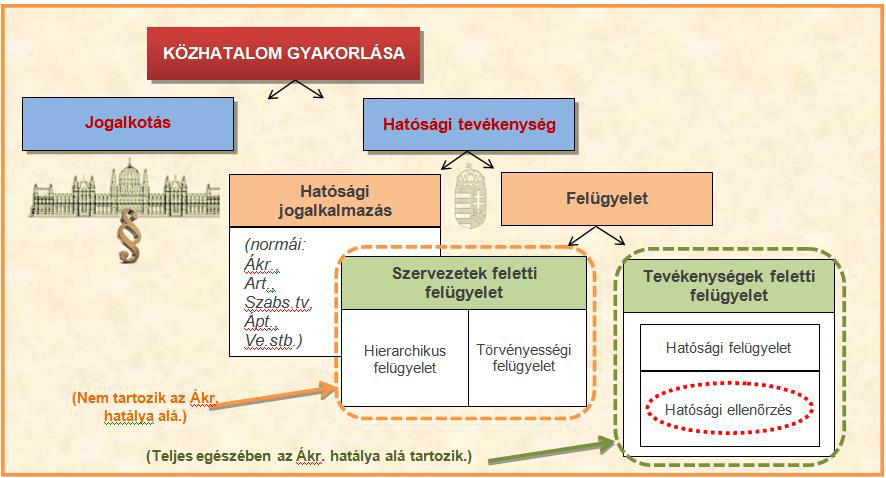 KÖZHATALOM GYAKORLÁSA
Jogalkotás
Hatósági tevékenység
§
Hatósági
jogalkalmazás
Felügyelet
(normái:
Ákr.,
Art.,
Szabs.tv,
Ápt.,
Ve.stb.)
Szervezetek feletti
felügyelet
Hierarchikus
felügyelet
Törvényességi
felügyelet
Tevékenységek feletti
felügyelet
Hatósági felügyelet
Hatósági ellenőrzés
(Nem tartozik az Ákr.
hatálya alá.)
(Teljes egészében az Ákr. hatálya alá tartozik.)